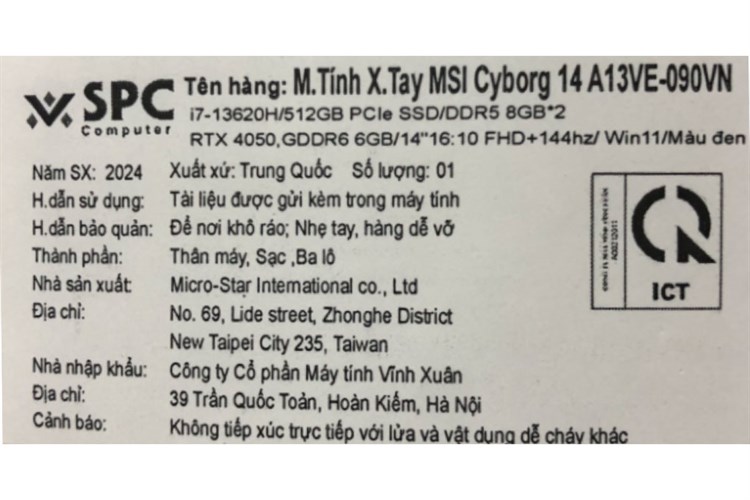 SPC
Computer
Tên hàng: M.Tính X.Tay MSI Cyborg 14 A13VE-090VN
i7-13620H/512GB PCIe SSD/DDR5 8GB*2
RTX 4050,GDDR6 6GB/14"16:10 FHD+144hz/ Win11/Màu đen
Năm SX: 2024 Xuất xứ: Trung Quốc Số lượng: 01
H.dẫn sử dụng: Tài liệu được gửi kèm trong máy tính
H.dẫn bảo quản: Để nơi khô ráo; Nhẹ tay, hàng dễ vỡ
Thành phần: Thân máy, Sạc ,Ba lô
Nhà sản xuất: Micro-Star International co., Ltd
Địa chỉ: No. 69, Lide street, Zhonghe District
New Taipei City 235, Taiwan
Nhà nhập khẩu: Công ty Cổ phần Máy tính Vĩnh Xuân
Địa chỉ: 39 Trần Quốc Toản, Hoàn Kiếm, Hà Nội
Cảnh báo: Không tiếp xúc trực tiếp với lửa và vật dụng dễ cháy khác
ICT